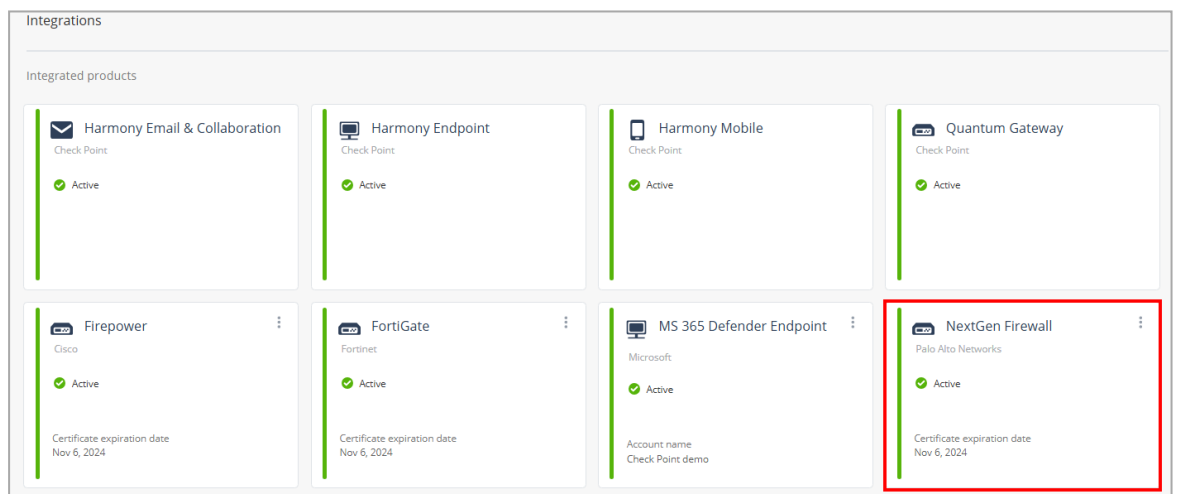 Integrations
Integrated products
Harmony Email & Collaboration
Check Point
Active
Harmony Endpoint
Check Point
Active
Harmony Mobile
Check Point
Active
Quantum Gateway
Check Point
Active
Firepower
Cisco
Active
Certificate expiration date
Nov 6, 2024
FortiGate
Fortinet
Active
Certificate expiration date
Nov 6, 2024
MS 365 Defender Endpoint
Microsoft
Active
Account name
Check Point demo
NextGen Firewall
Palo Alto Networks
Active
Certificate expiration date
Nov 6, 2024